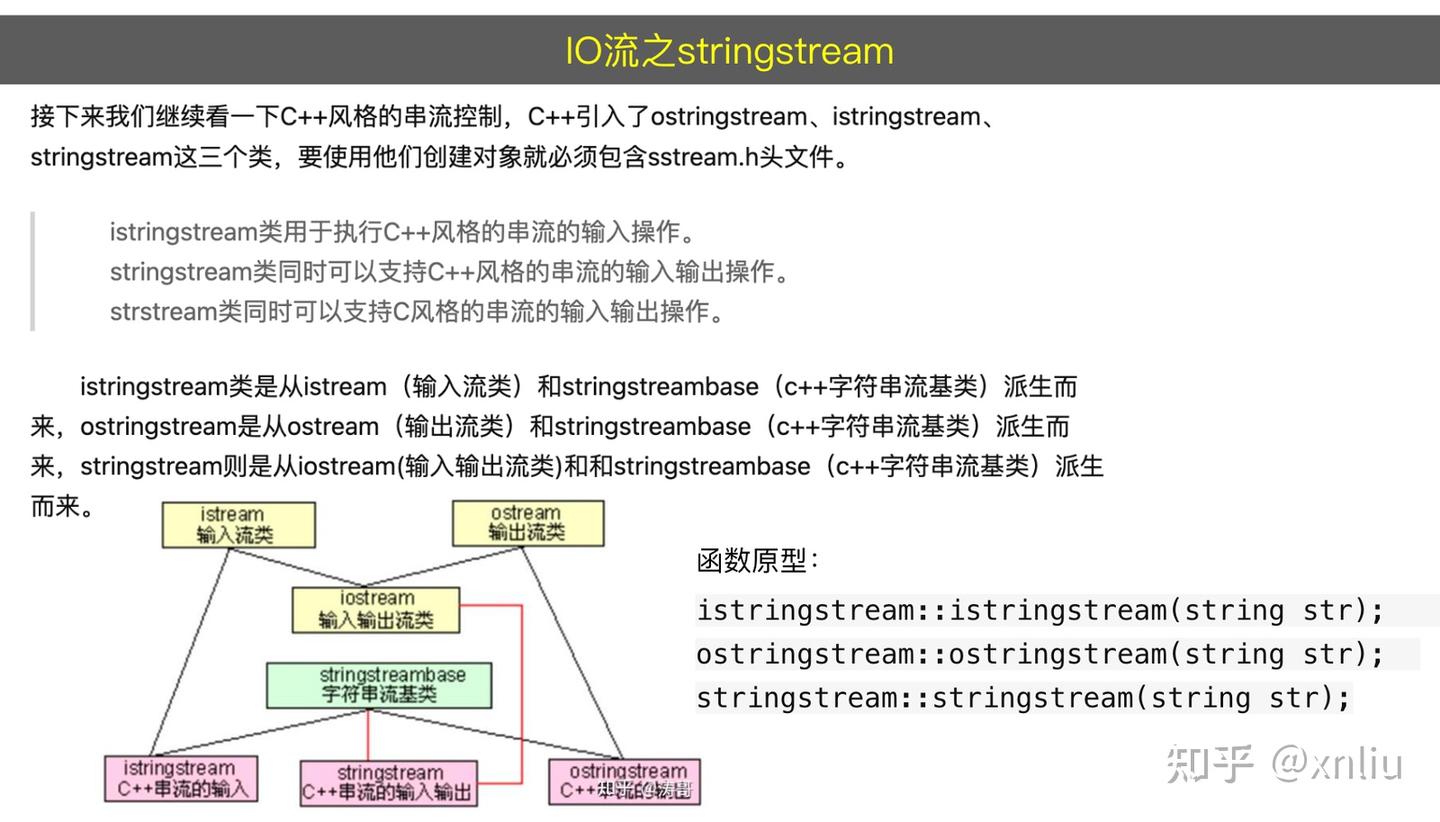 IO流之stringstream
接下来我们继续看一下C++风格的串流控制，C++引入了ostringstream、istringstream、
stringstream这三个类，要使用他们创建对象就必须包含sstream.h头文件。
istringstream类用于执行C++风格的串流的输入操作。
stringstream类同时可以支持C++风格的串流的输入输出操作。
strstream类同时可以支持C风格的串流的输入输出操作。
istringstream类是从istream（输入流类）和stringstreambase（c++字符串流基类）派生而
来，ostringstream是从ostream（输出流类）和stringstreambase（c++字符串流基类）派生而
来，stringstream则是从iostream(输入输出流类)和和stringstreambase（c++字符串流基类）派生
而来。
istream
输入流类
ostream
输出流类
iostream
输入输出流类
stringstreambase
字符串流基类
istringstream
C++串流的输入
stringstream
C++串流的输入输出
ostringstream
C++串流的输出
知乎 @涛哥
函数原型：
istringstream::istringstream(string str);
ostringstream::ostringstream(string str);
stringstream::stringstream(string str);
知乎 @xnliu